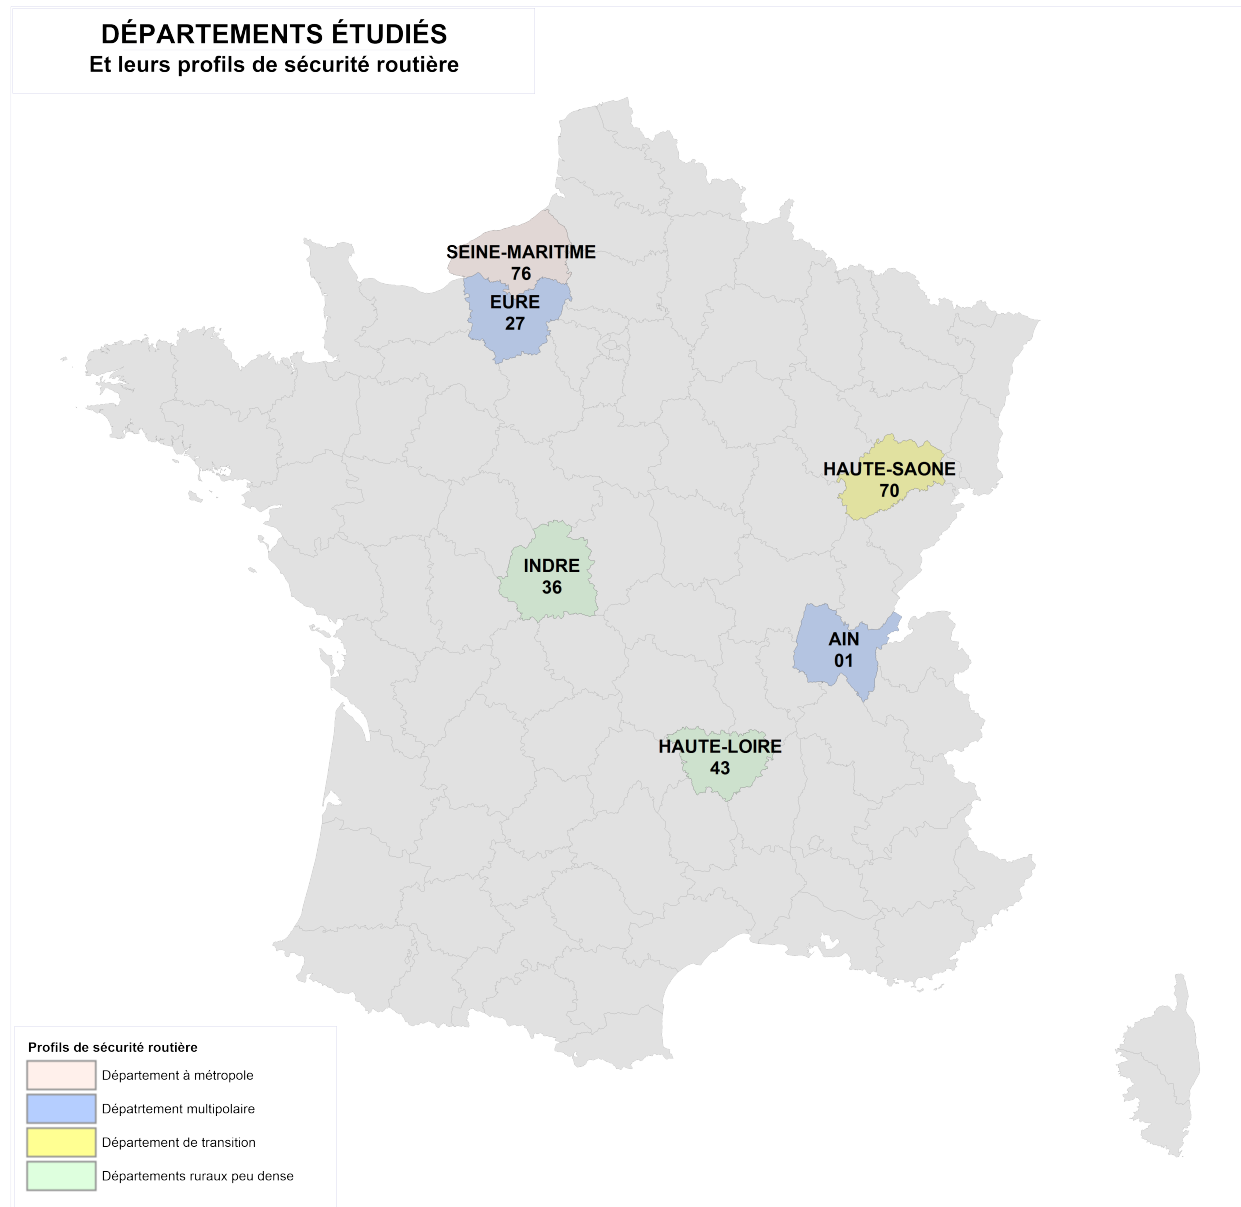 DÉPARTEMENTS ÉTUDIÉS
Et leurs profils de sécurité routière
SEINE-MARITIME
76
EURE
27
HAUTE-SAONE
70
INDRE
36
AIN
01
HAUTE-LOIRE
43
Profils de sécurité routière
Département à métropole
Dépatrtement multipolaire
Département de transition
Départements ruraux peu dense